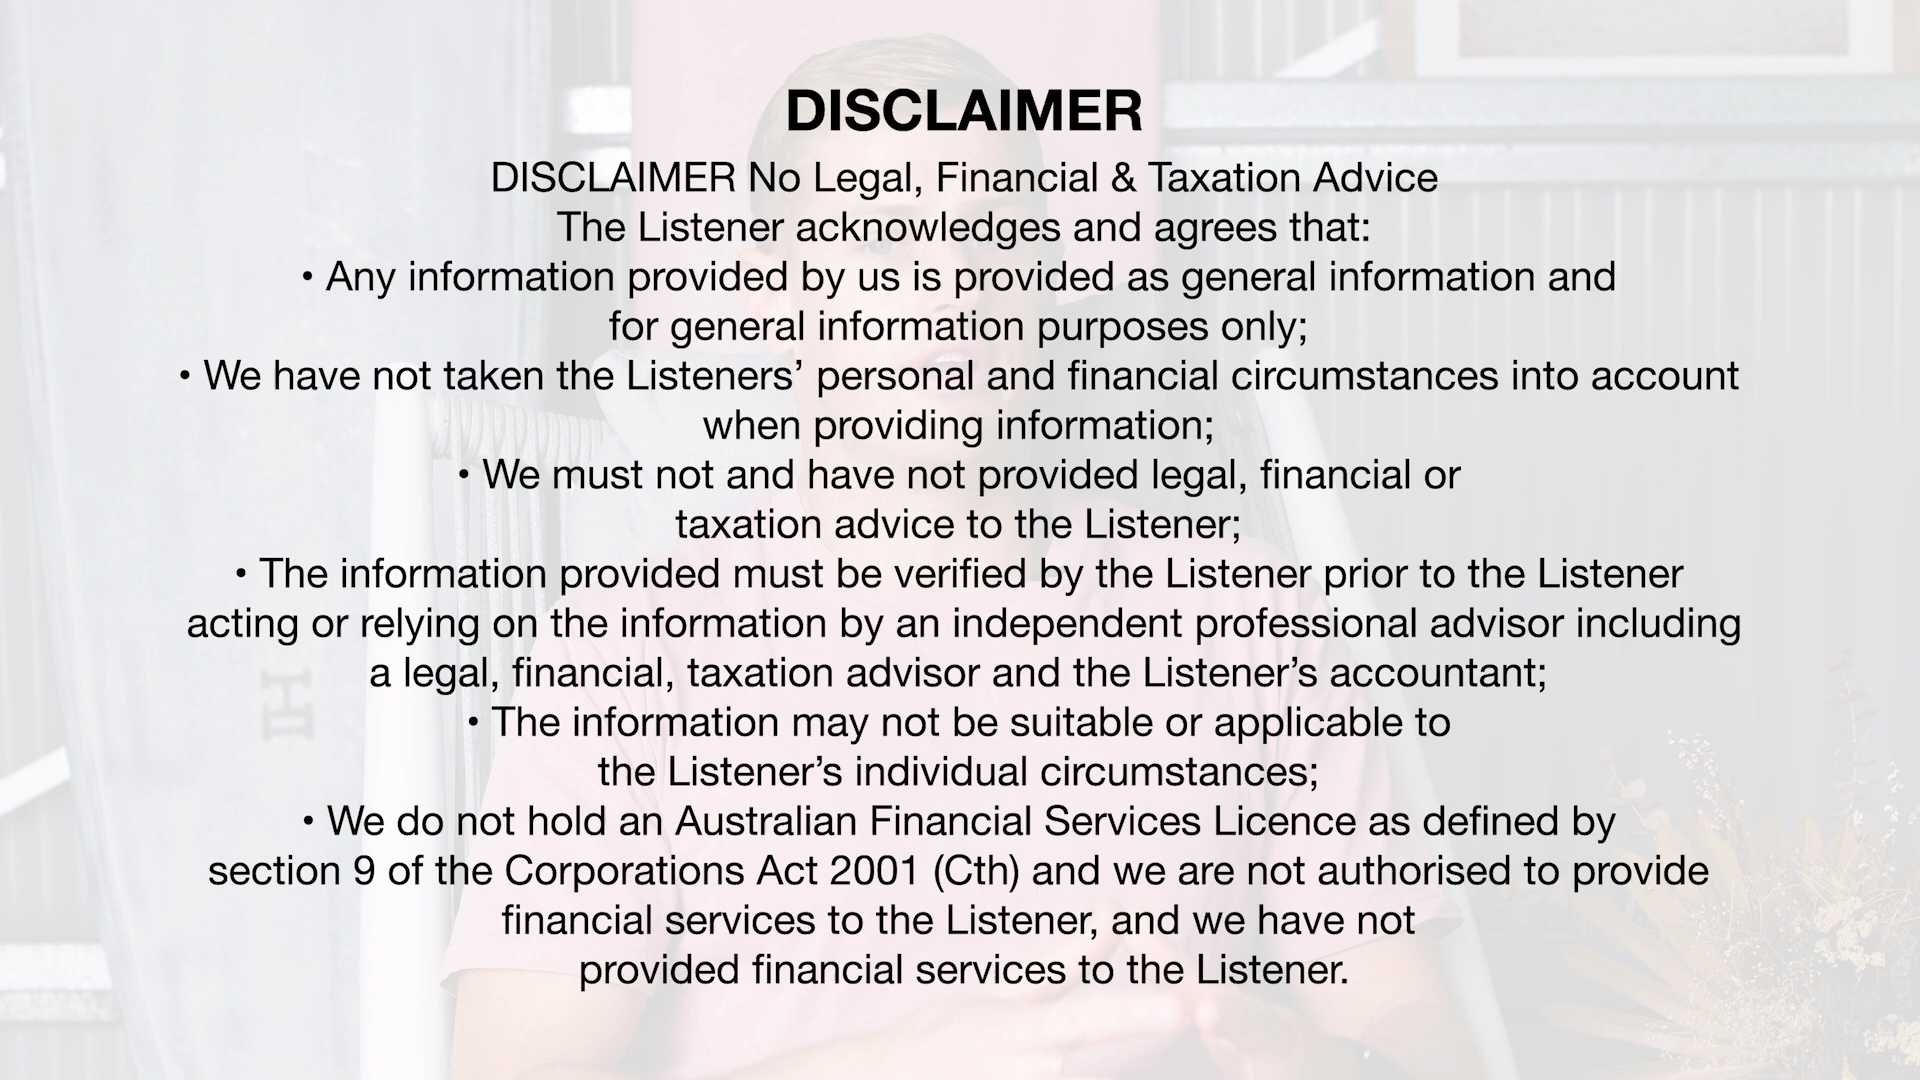 DISCLAIMER
DISCLAIMER No Legal, Financial & Taxation Advice
The Listener acknowledges and agrees that:
• Any information provided by us is provided as general information and
for general information purposes only;
• We have not taken the Listeners’ personal and financial circumstances into account
when providing information;
• We must not and have not provided legal, financial or
taxation advice to the Listener;
• The information provided must be verified by the Listener prior to the Listener
acting or relying on the information by an independent professional advisor including
a legal, financial, taxation advisor and the Listener’s accountant;
• The information may not be suitable or applicable to
the Listener’s individual circumstances;
• We do not hold an Australian Financial Services Licence as defined by
section 9 of the Corporations Act 2001 (Cth) and we are not authorised to provide
financial services to the Listener, and we have not
provided financial services to the Listener.